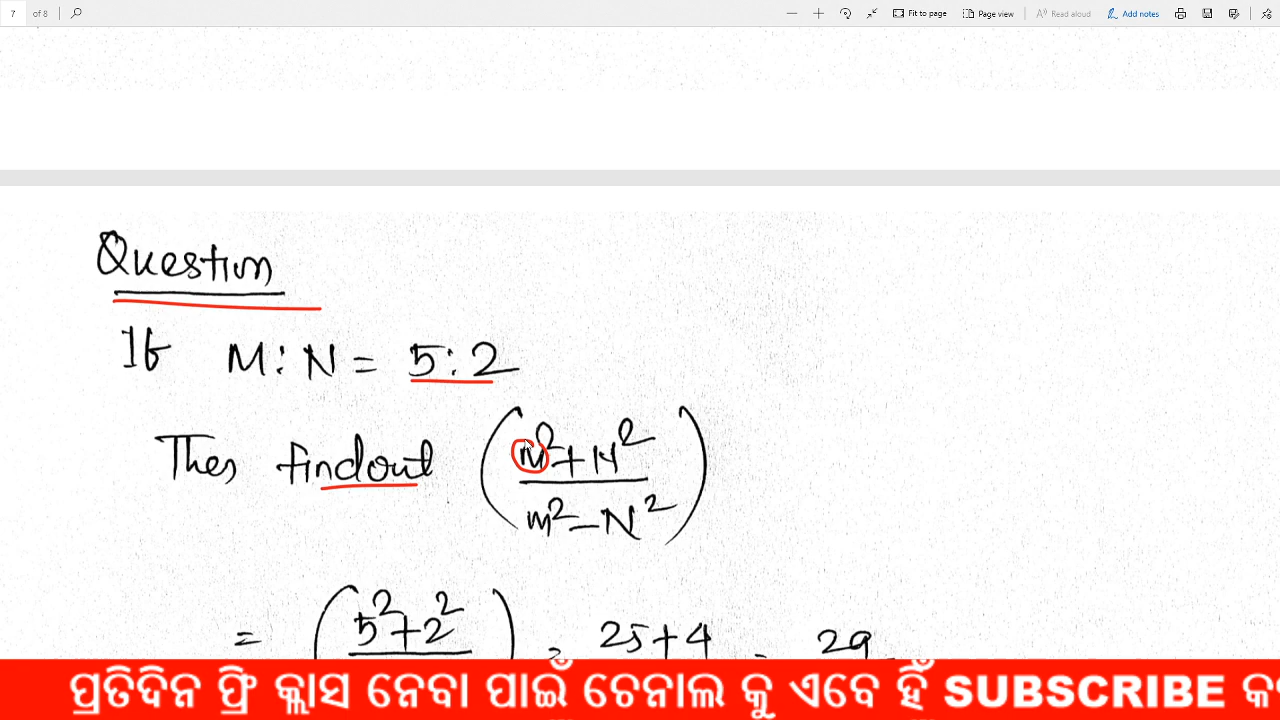 7 of 8 Fit to page Page view Read aloud Add notes
Question
If M : N = 5 : 2
Then findout (M²+N² / M²-N²)
= (5²+2²) = 25+4 = 29
ପ୍ରତିଦିନ ଫ୍ରି କ୍ଲାସ ନେବା ପାଇଁ ଚେନାଲ କୁ ଏବେ ହିଁ SUBSCRIBE